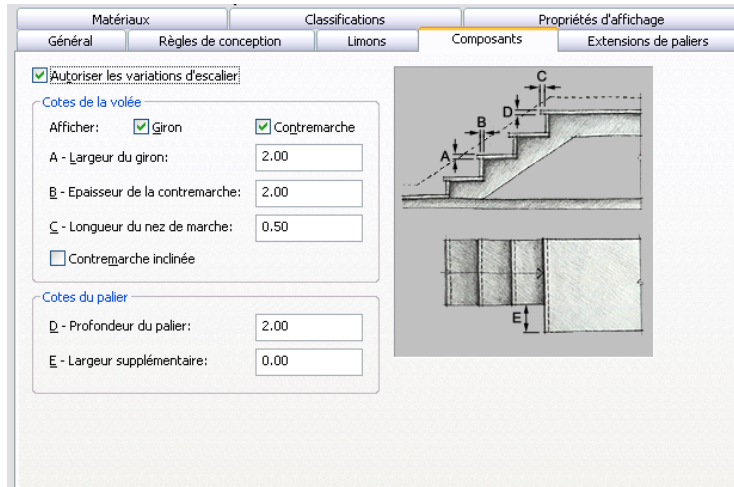 Matériaux Classifications Propriétés d'affichage
Général Règles de conception Limons Composants Extensions de paliers
Autoriser les variations d'escalier
Cotes de la volée
Afficher: Giron Contremarche
A - Largeur du giron: 2.00
B - Epaisseur de la contremarche: 2.00
C - Longueur du nez de marche: 0.50
Contremarche inclinée
Cotes du palier
D - Profondeur du palier: 2.00
E - Largeur supplémentaire: 0.00
C
D
B
A
E